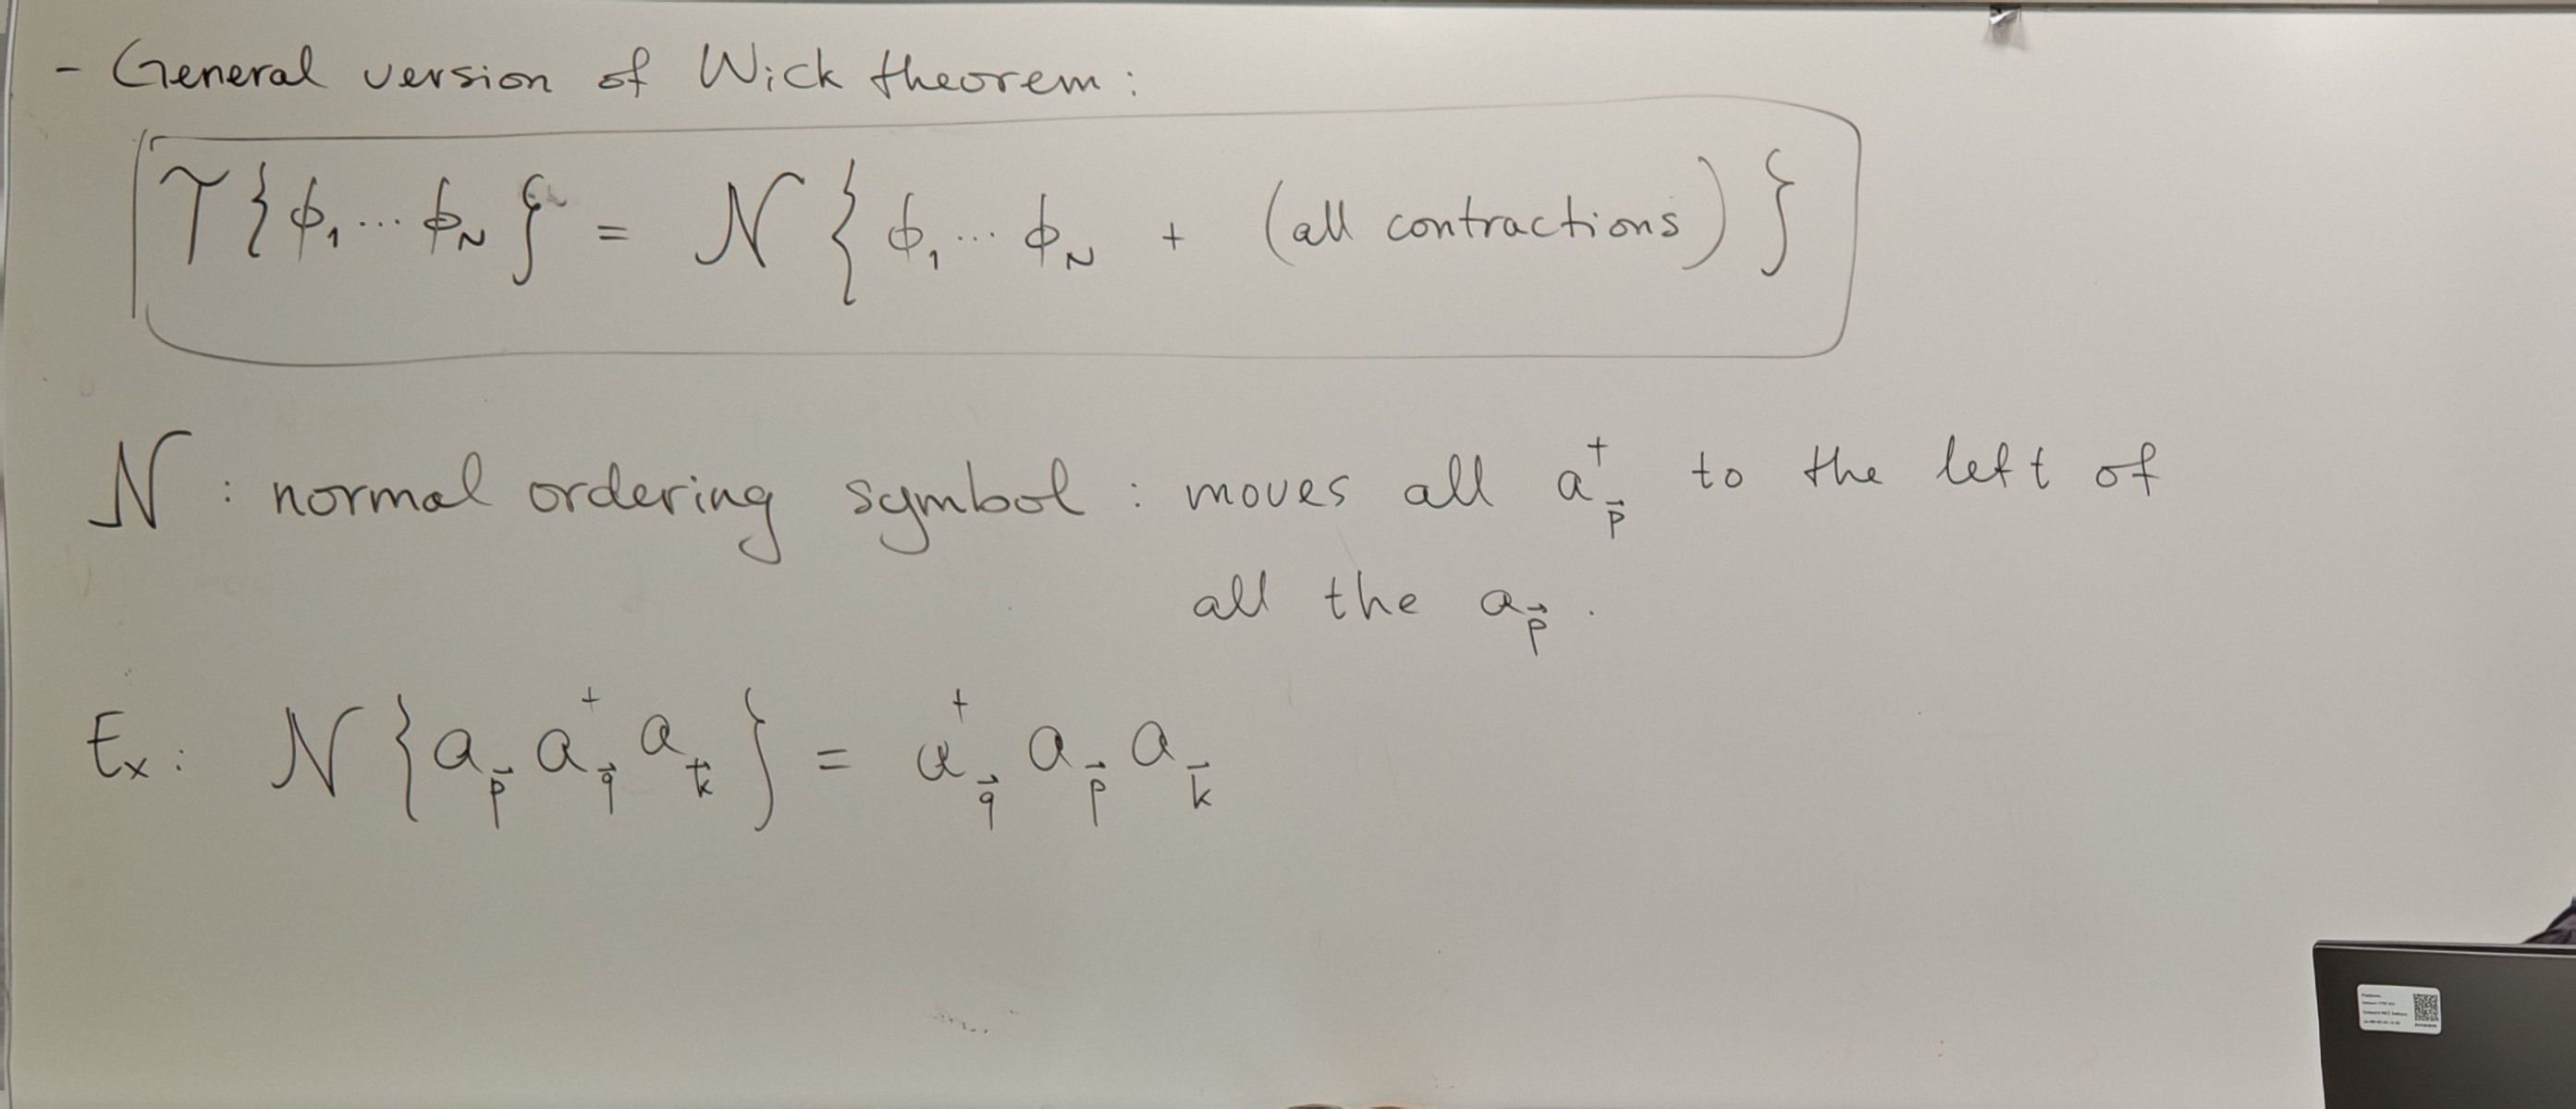 - General version of Wick theorem :
T{ϕ₁...ϕ_N} = N{ϕ₁...ϕ_N + (all contractions)}
N : normal ordering symbol : moves all a†_p⃗ to the left of
all the a_p⃗ .
Ex : N{a_p⃗ a†_q⃗ a_k⃗} = a†_q⃗ a_p⃗ a_k⃗